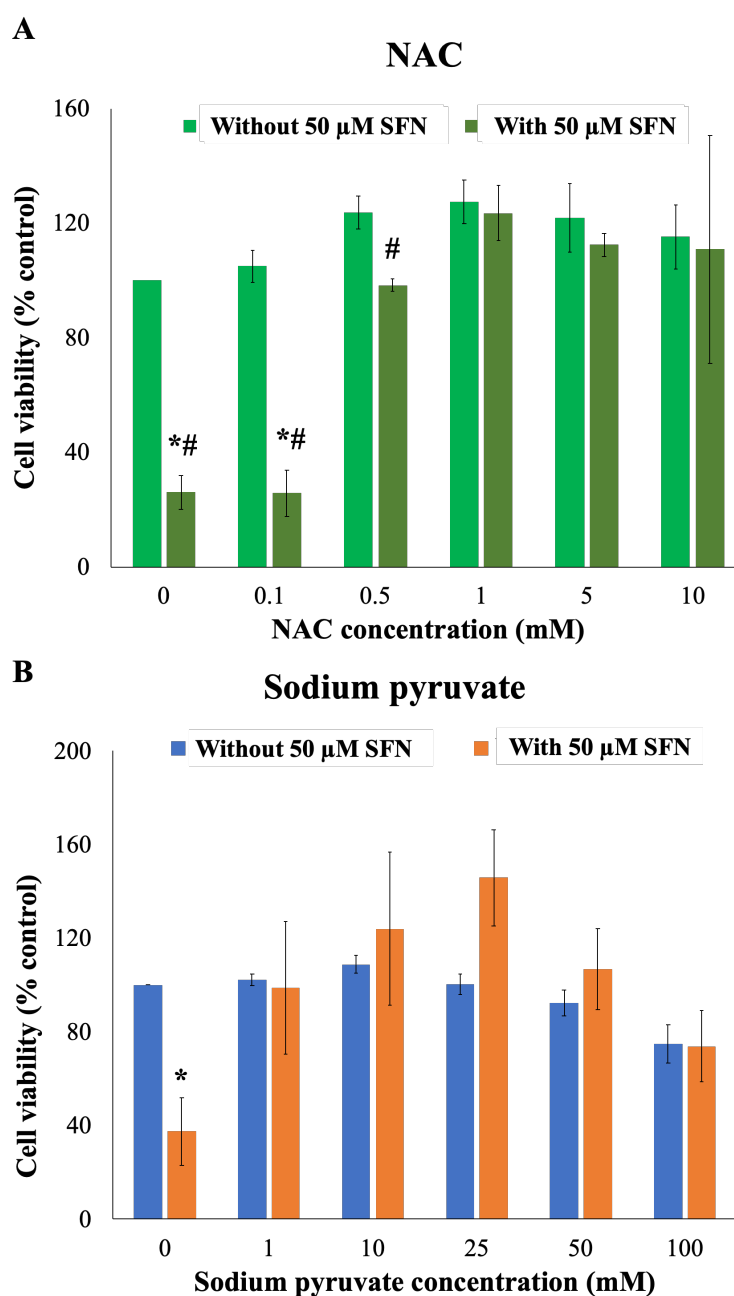 A
NAC
160
Without 50 µM SFN
With 50 µM SFN
120
#
80
Cell viability (% control)
40
*#
*#
0
0 0.1 0.5 1 5 10
NAC concentration (mM)
B
Sodium pyruvate
200
Without 50 µM SFN
With 50 µM SFN
160
120
Cell viability (% control)
80
*
40
0
0 1 10 25 50 100
Sodium pyruvate concentration (mM)